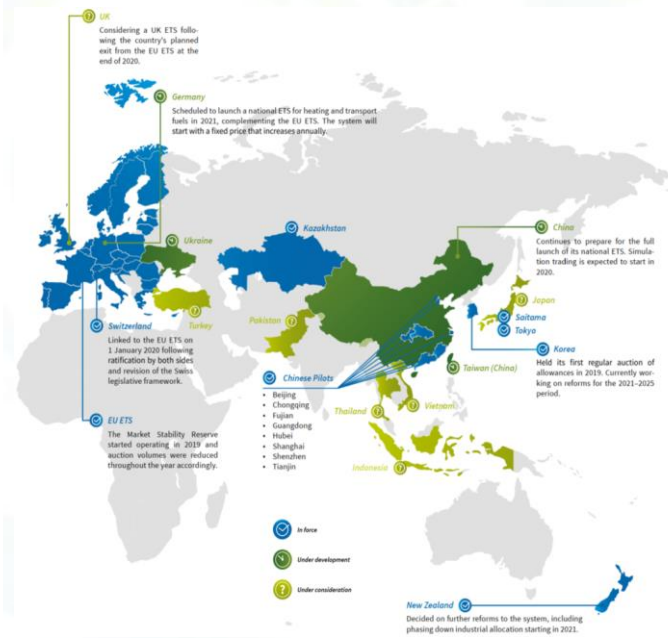 UK
Considering a UK ETS follo-
wing the country's planned
exit from the EU ETS at the
end of 2020.
Germany
Scheduled to launch a national ETS for heating and transport
fuels in 2021, complementing the EU ETS. The system will
start with a fixed price that increases annually.
Ukraine
Kazakhstan
China
Continues to prepare for the full
launch of its national ETS. Simula-
tion trading is expected to start in
2020.
Switzerland
Linked to the EU ETS on
1 January 2020 following
ratification by both sides
and revision of the Swiss
legislative framework.
Turkey
Pakistan
Japan
Saitama
Tokyo
Korea
Held its first regular auction of
allowances in 2019. Currently wor-
king on reforms for the 2021–2025
period.
Taiwan (China)
Chinese Pilots
• Beijing
• Chongqing
• Fujian
• Guangdong
• Hubei
• Shanghai
• Shenzhen
• Tianjin
Thailand
Vietnam
Indonesia
EU ETS
The Market Stability Reserve
started operating in 2019 and
auction volumes were reduced
throughout the year accordingly.
In force
Under development
Under consideration
New Zealand
Decided on further reforms to the system, including
phasing down industrial allocation starting in 2021.